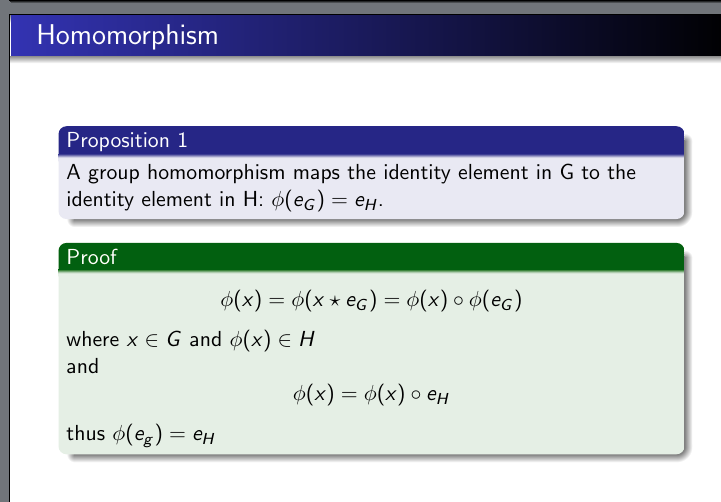 Homomorphism
Proposition 1
A group homomorphism maps the identity element in G to the
identity element in H: ϕ(e_G) = e_H.
Proof
ϕ(x) = ϕ(x ⋆ e_G) = ϕ(x) ∘ ϕ(e_G)
where x ∈ G and ϕ(x) ∈ H
and
ϕ(x) = ϕ(x) ∘ e_H
thus ϕ(e_g) = e_H